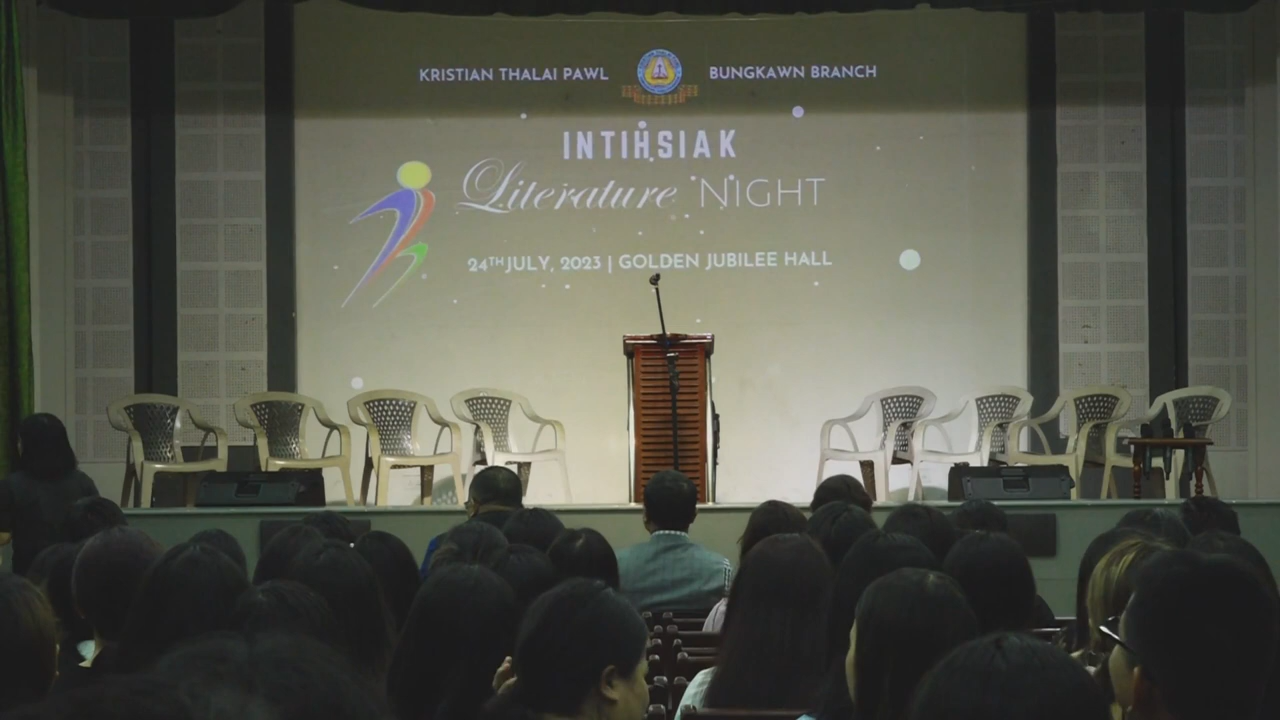 KRISTIAN THALAI PAWL BUNGKAWN BRANCH
INTIHSIAK
Literature NIGHT
24TH JULY, 2023 | GOLDEN JUBILEE HALL